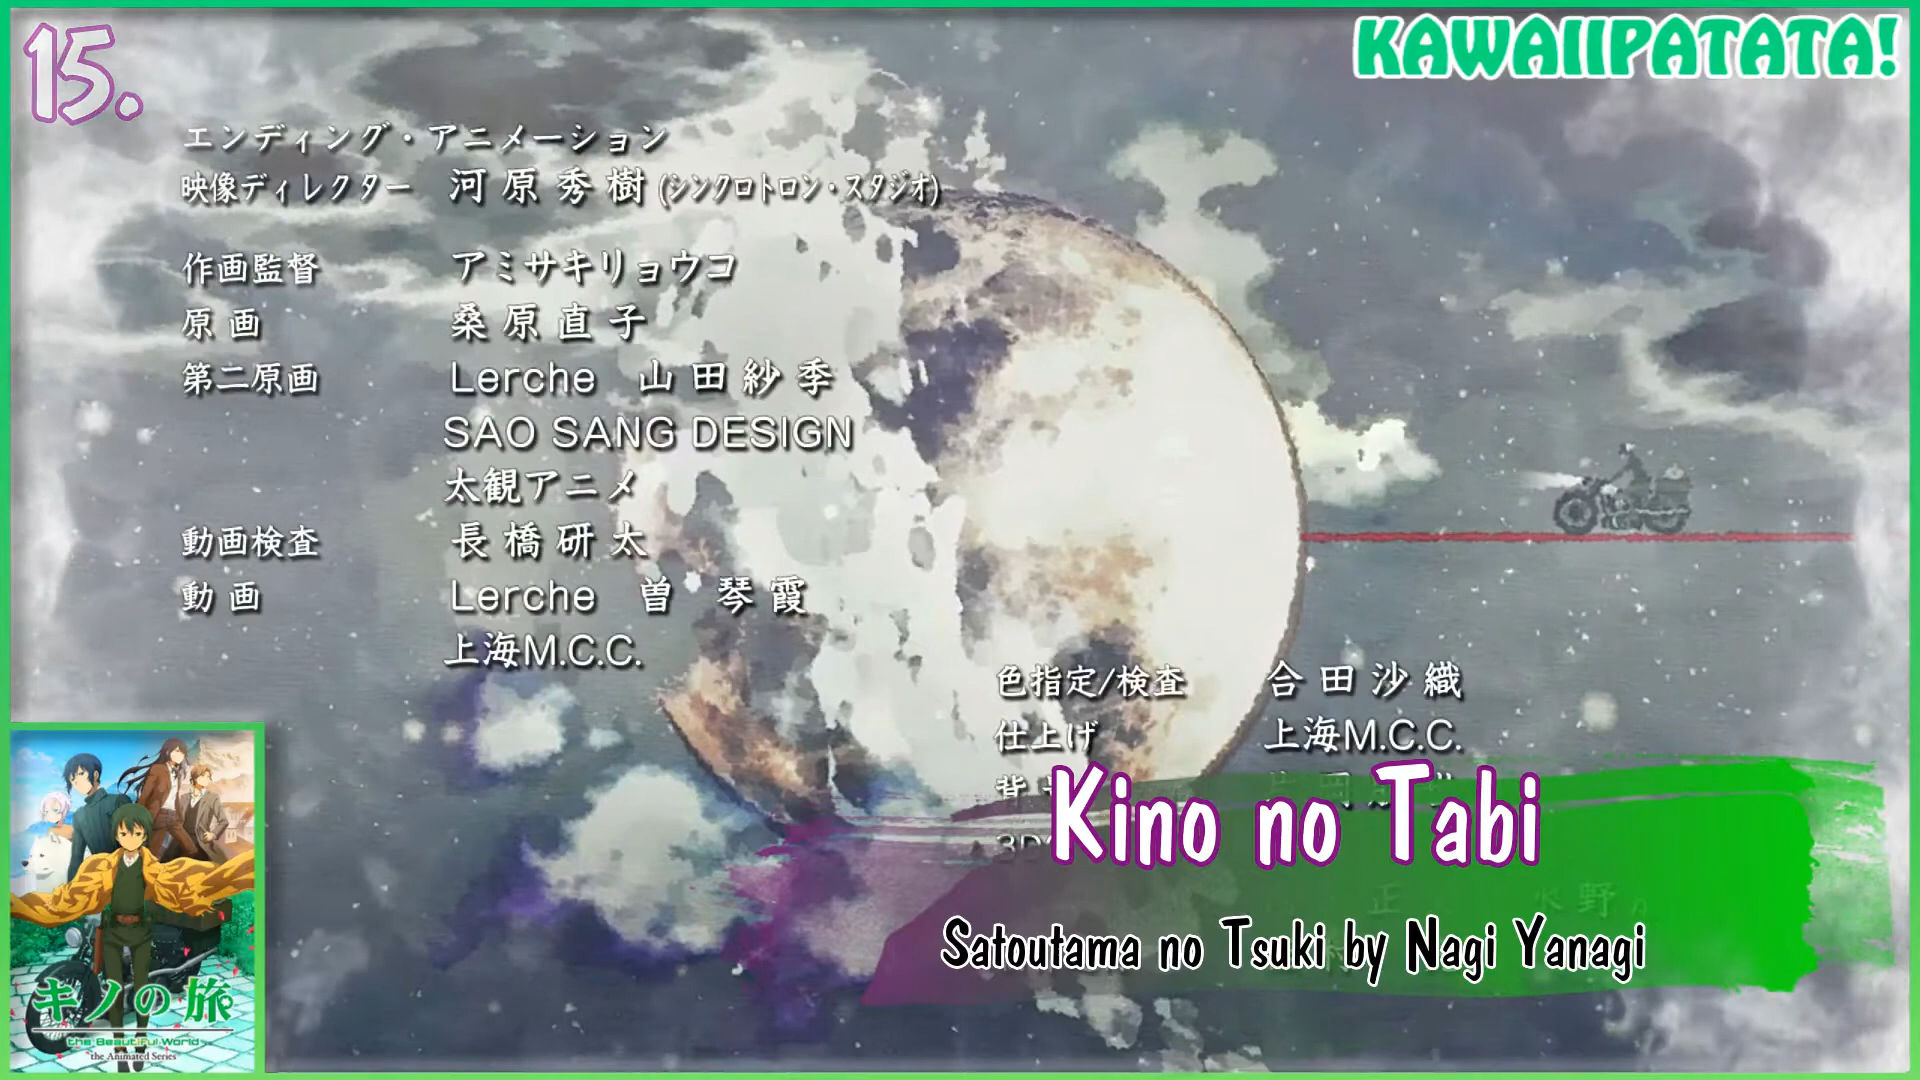 15.
KAWAIIPATATA!
エンディング・アニメーション
映像ディレクター 河原秀樹(シンクロトロン・スタジオ)
作画監督 アミサキリョウコ
原画 桑原直子
第二原画 Lerche 山田紗季
SAO SANG DESIGN
太観アニメ
動画検査 長橋研太
動画 Lerche 曽 琴霞
上海M.C.C.
色指定/検査 合田沙織
仕上げ 上海M.C.C.
Kino no Tabi
正 水野
Satoutama no Tsuki by Nagi Yanagi
キノの旅
the Beautiful World
the Animated Series